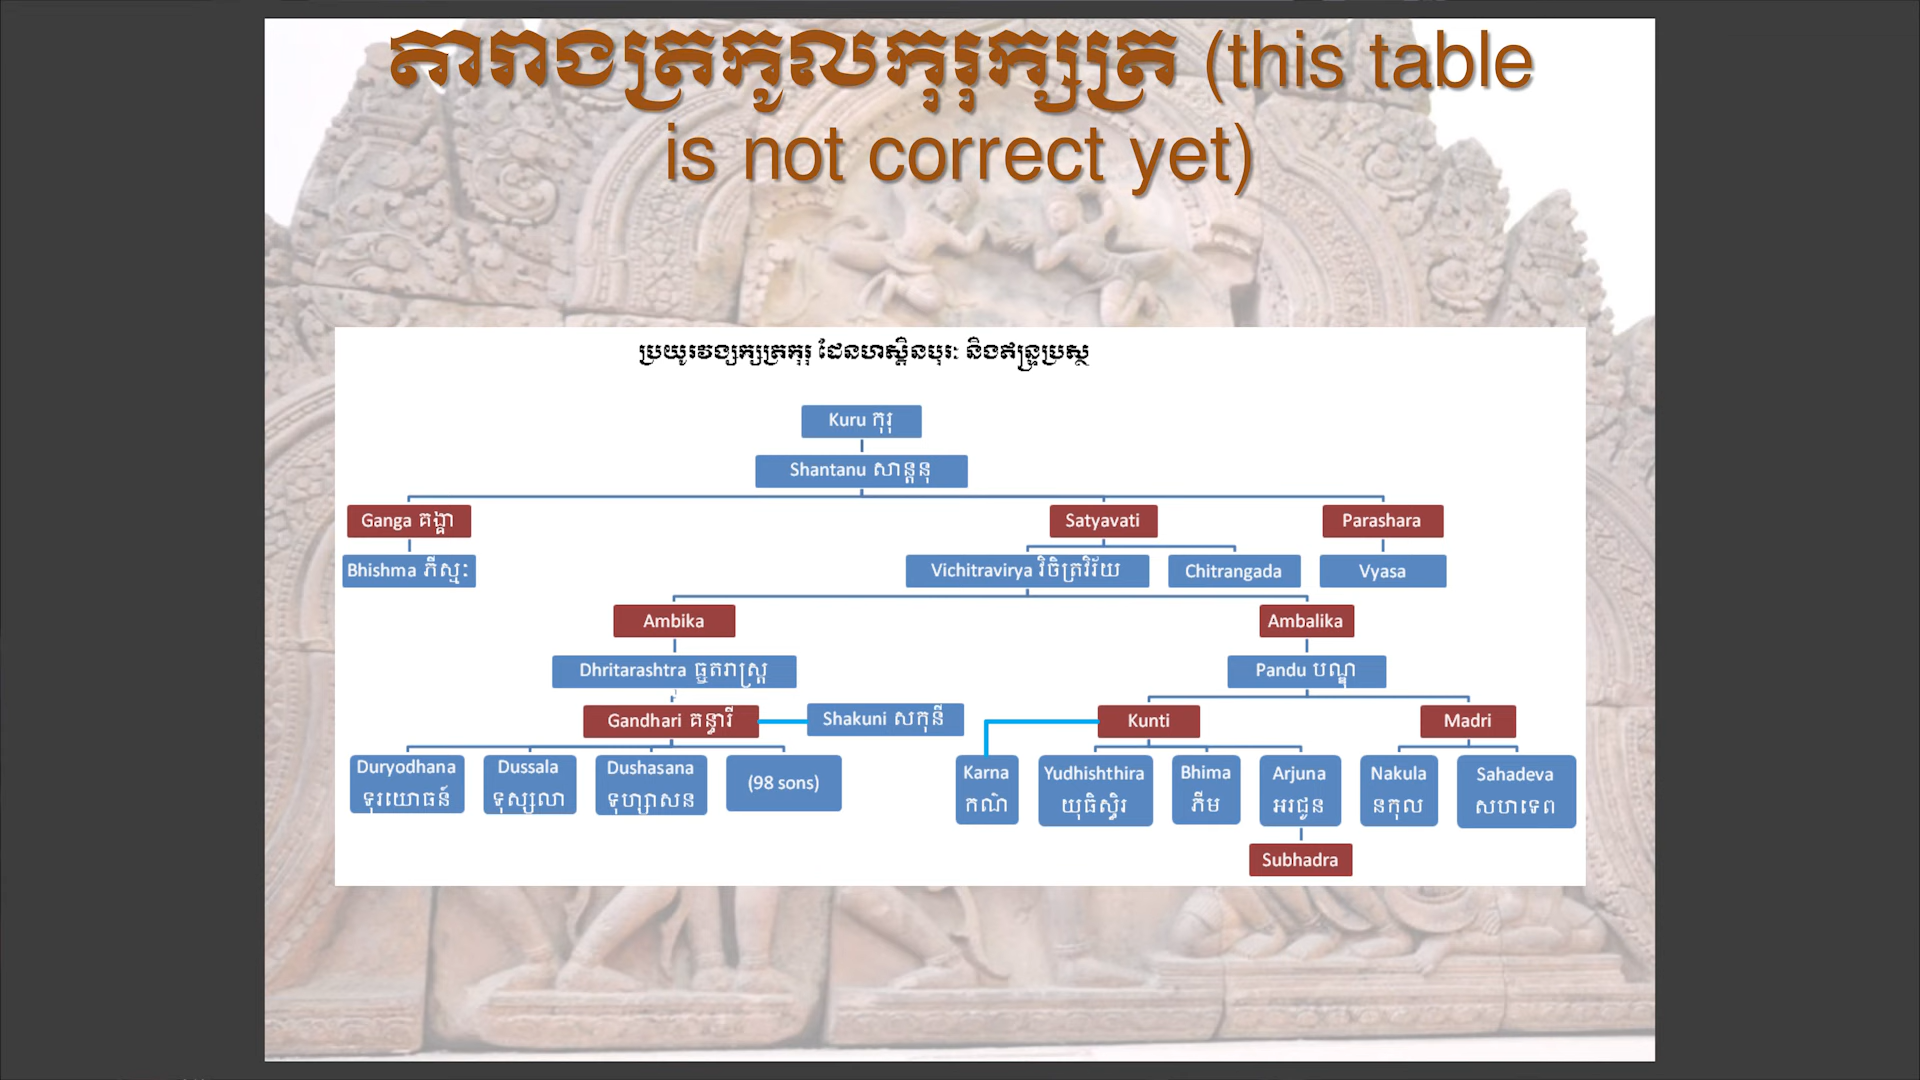 តារាងត្រកូលកុរុក្សត្រ (this table
is not correct yet)
ប្រយូរវង្សក្សត្រកុរុ ដែនហស្តិនបុរៈ និងឥន្ទ្រប្រស្ថ
Kuru កុរុ
Shantanu សាន្តនុ
Ganga គង្គា
Satyavati
Parashara
Bhishma ភីស្មៈ
Vichitravirya វិចិត្រវិរ័យ
Chitrangada
Vyasa
Ambika
Ambalika
Dhritarashtra ធ្ឫតរាស្ត្រ
Pandu បណ្ឌុ
Gandhari គន្ធារី
Shakuni សកុនី
Kunti
Madri
Duryodhana
ទុរយោធន៍
Dussala
ទុស្សលា
Dushasana
ទុហ្សាសន
(98 sons)
Karna
កណ៌
Yudhishthira
យុធិស្ធិរ
Bhima
ភីម
Arjuna
អរជូន
Nakula
នកុល
Sahadeva
សហទេព
Subhadra